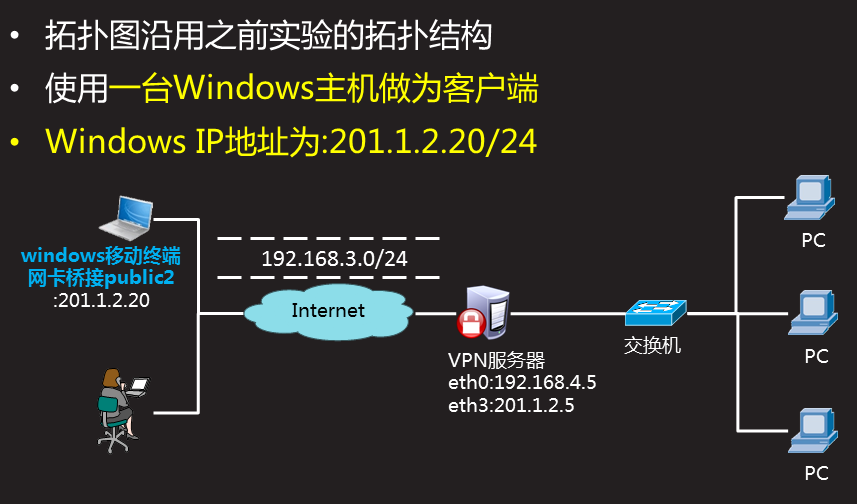 • 拓扑图沿用之前实验的拓扑结构
• 使用一台Windows主机做为客户端
• Windows IP地址为:201.1.2.20/24
windows移动终端
网卡桥接public2
:201.1.2.20
192.168.3.0/24
Internet
VPN服务器
eth0:192.168.4.5
eth3:201.1.2.5
交换机
PC
PC
PC